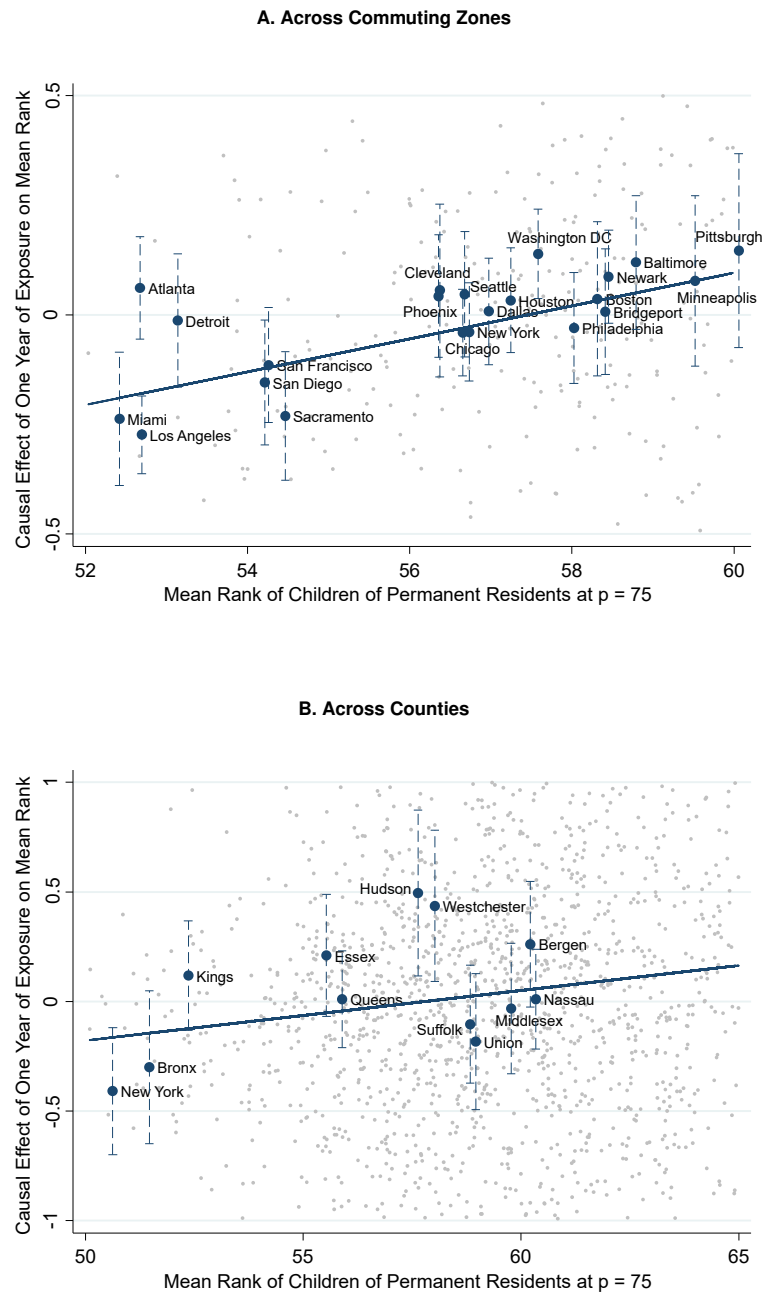 A. Across Commuting Zones
Causal Effect of One Year of Exposure on Mean Rank
0.5
0
-0.5
Pittsburgh
Washington DC
Baltimore
Cleveland
Newark
Seattle
Atlanta
Minneapolis
Houston
Boston
Phoenix
Dallas
Bridgeport
Detroit
Philadelphia
New York
Chicago
San Francisco
San Diego
Sacramento
Miami
Los Angeles
52
54
56
58
60
Mean Rank of Children of Permanent Residents at p = 75
B. Across Counties
Causal Effect of One Year of Exposure on Mean Rank
1
0.5
0
-0.5
-1
Hudson
Westchester
Bergen
Essex
Kings
Queens
Nassau
Middlesex
Suffolk
Union
Bronx
New York
50
55
60
65
Mean Rank of Children of Permanent Residents at p = 75